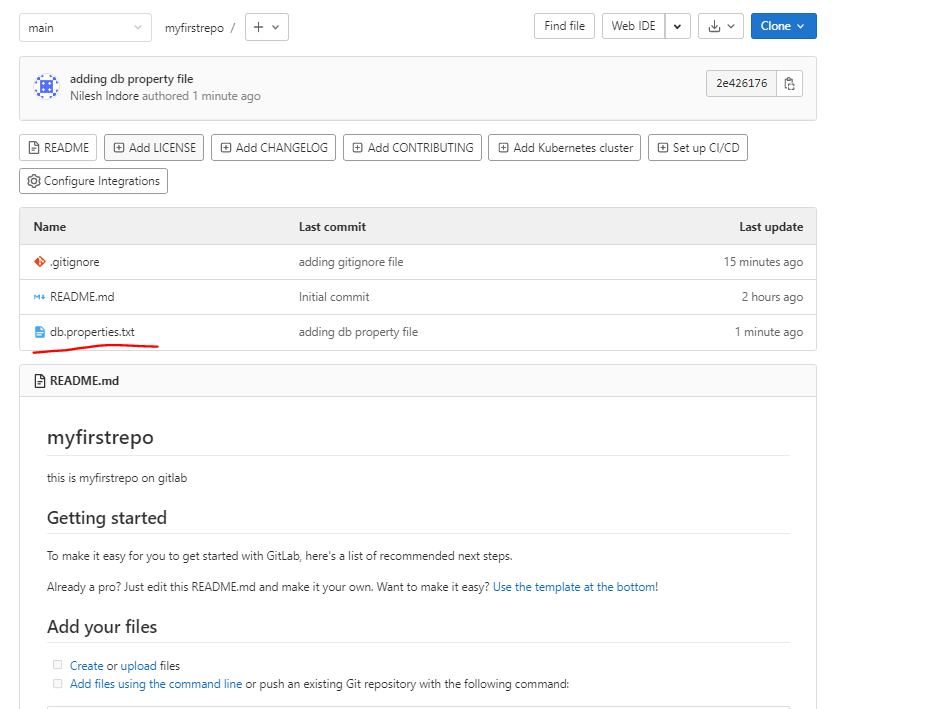 main myfirstrepo / + Find file Web IDE Clone
adding db property file
Nilesh Indore authored 1 minute ago 2e426176
README Add LICENSE Add CHANGELOG Add CONTRIBUTING Add Kubernetes cluster Set up CI/CD
Configure Integrations
Name Last commit Last update
.gitignore adding gitignore file 15 minutes ago
README.md Initial commit 2 hours ago
db.properties.txt adding db property file 1 minute ago
README.md
myfirstrepo
this is myfirstrepo on gitlab
Getting started
To make it easy for you to get started with GitLab, here's a list of recommended next steps.
Already a pro? Just edit this README.md and make it your own. Want to make it easy? Use the template at the bottom!
Add your files
Create or upload files
Add files using the command line or push an existing Git repository with the following command: